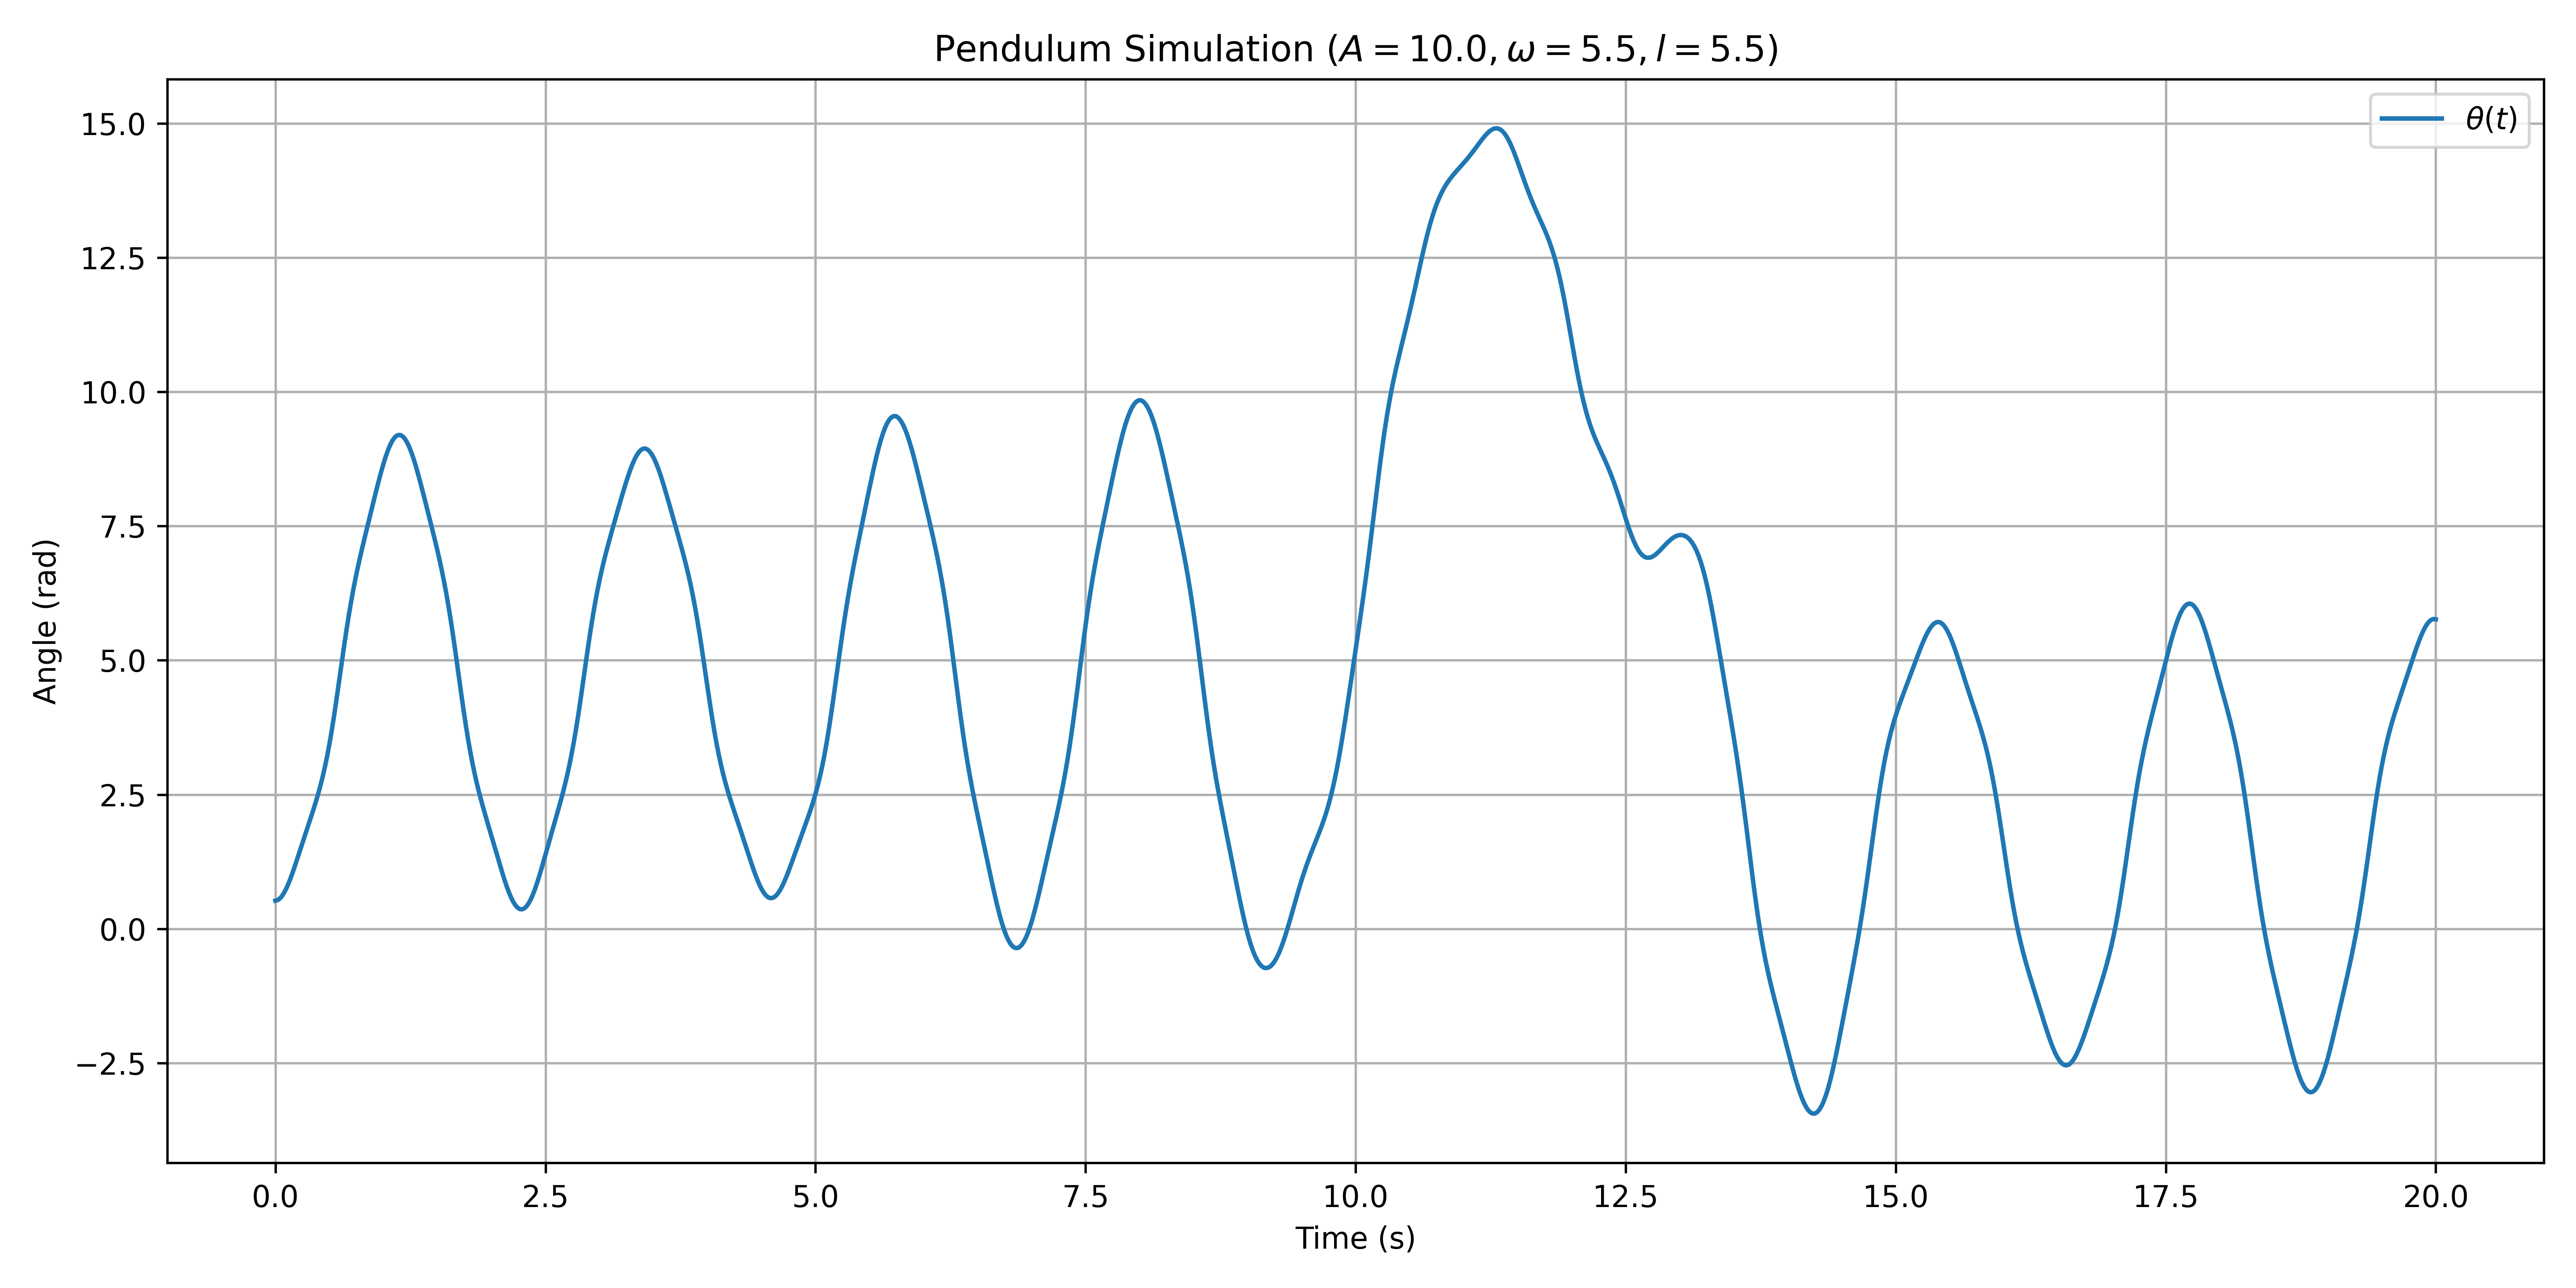 Pendulum Simulation (A = 10.0, ω = 5.5, l = 5.5)
θ(t)
15.0
12.5
10.0
7.5
5.0
2.5
0.0
−2.5
Angle (rad)
0.0 2.5 5.0 7.5 10.0 12.5 15.0 17.5 20.0
Time (s)